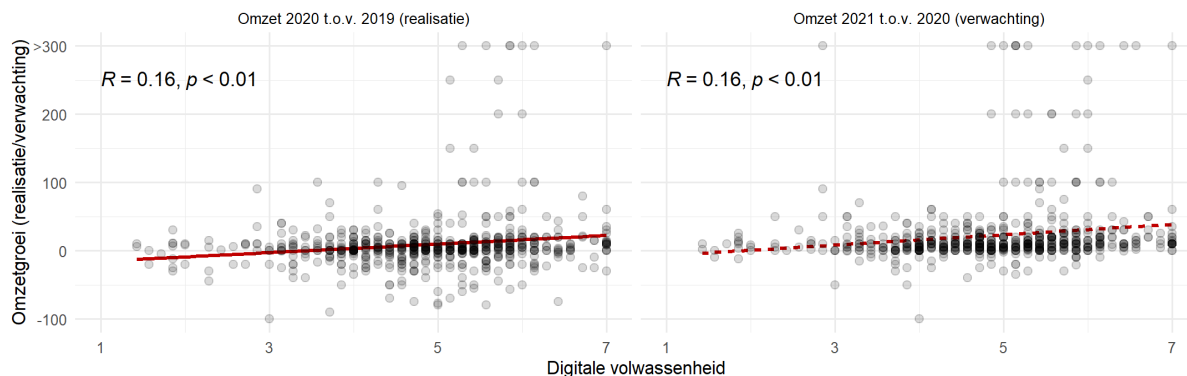 Omzet 2020 t.o.v. 2019 (realisatie)
Omzet 2021 t.o.v. 2020 (verwachting)
Omzetgroei (realisatie/verwachting)
>300
200
100
0
-100
R = 0.16, p < 0.01
R = 0.16, p < 0.01
1 3 5 7
1 3 5 7
Digitale volwassenheid